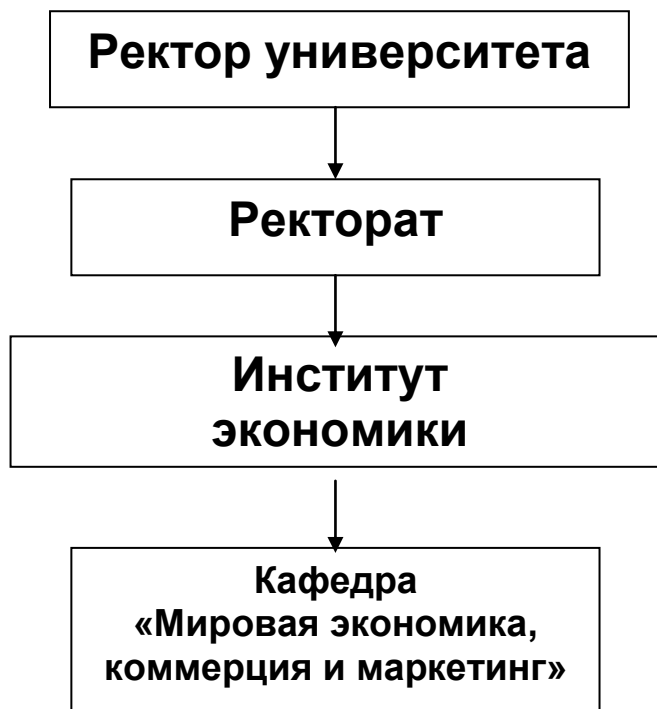 Ректор университета
Ректорат
Институт
экономики
Кафедра
«Мировая экономика,
коммерция и маркетинг»